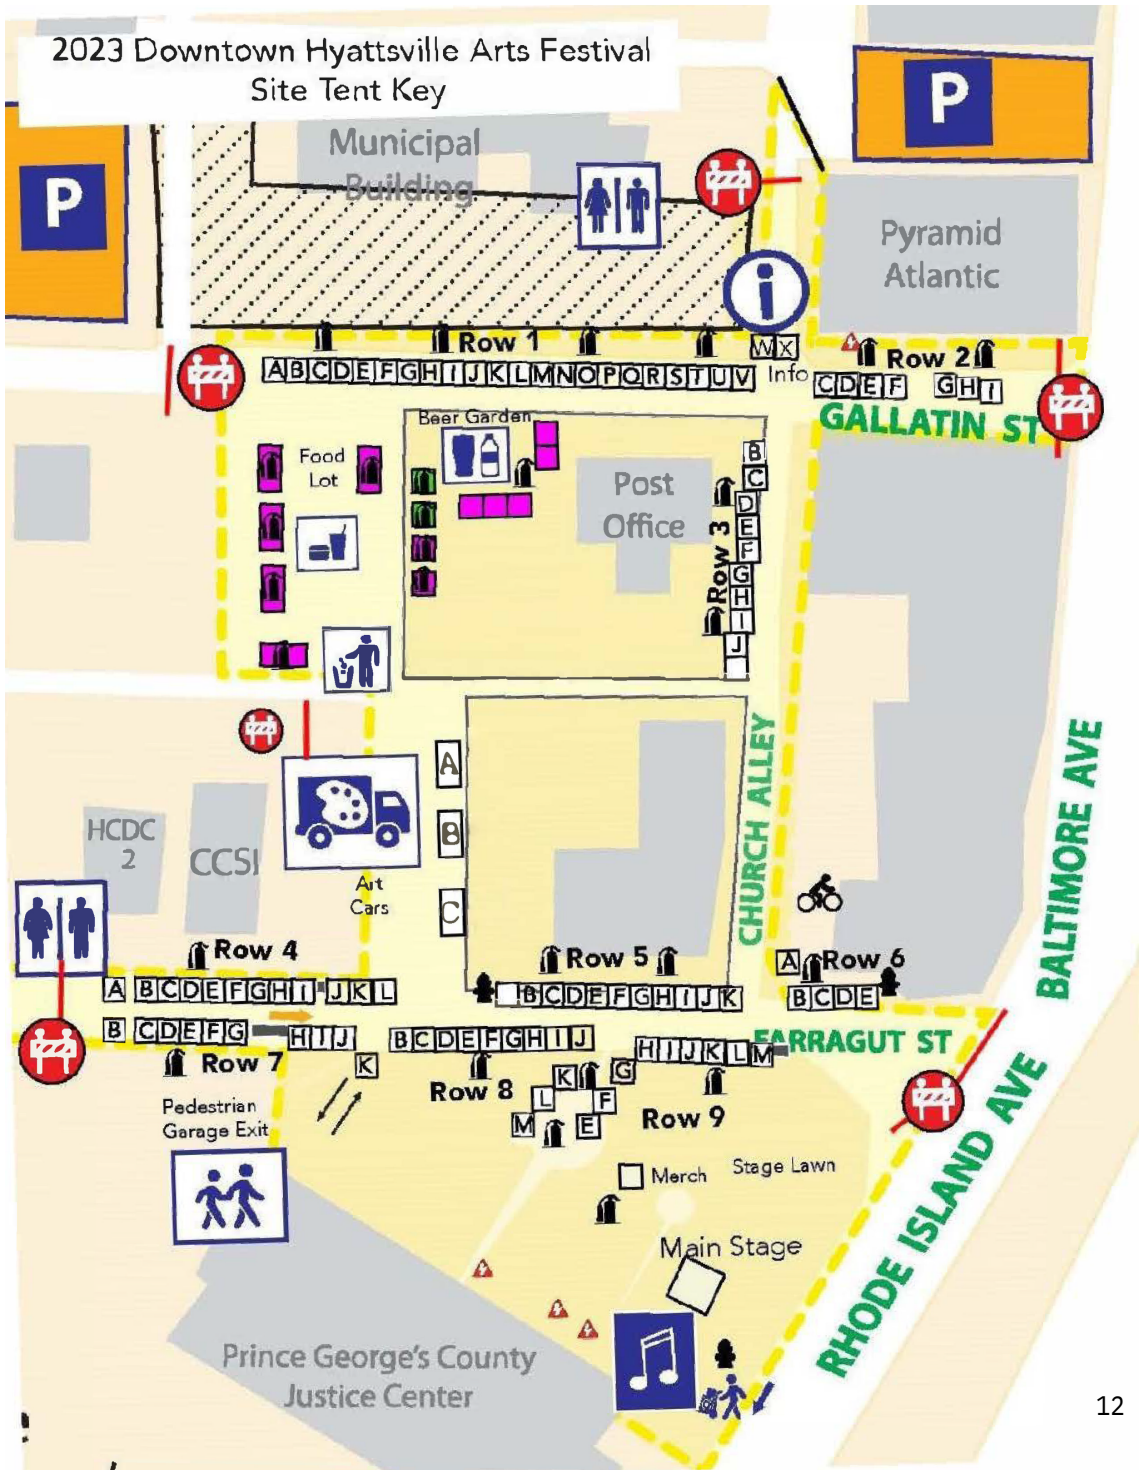 2023 Downtown Hyattsville Arts Festival
Site Tent Key
P
Municipal
Building
P
Pyramid
Atlantic
i
Row 1
W X
Row 2
A B C D E F G H I J K L M N O P Q R S T U V
Info
C D E F G H I
GALLATIN ST
Beer Garden
Food
Lot
Post
Office
B
C
D
E
F
G
H
I
J
Row 3
A
B
C
CHURCH ALLEY
BALTIMORE AVE
HCDC
2
CCSI
Art
Cars
Row 4
Row 5
Row 6
A B C D E F G H I J K L
B C D E F G H I J K
A
B C D E
B C D E F G
H I J
K
B C D E F G H I J
H I J K L M
FARRAGUT ST
Row 7
Row 8
K
G
L
F
M
E
Row 9
Pedestrian
Garage Exit
Merch
Stage Lawn
Main Stage
RHODE ISLAND AVE
Prince George's County
Justice Center
12